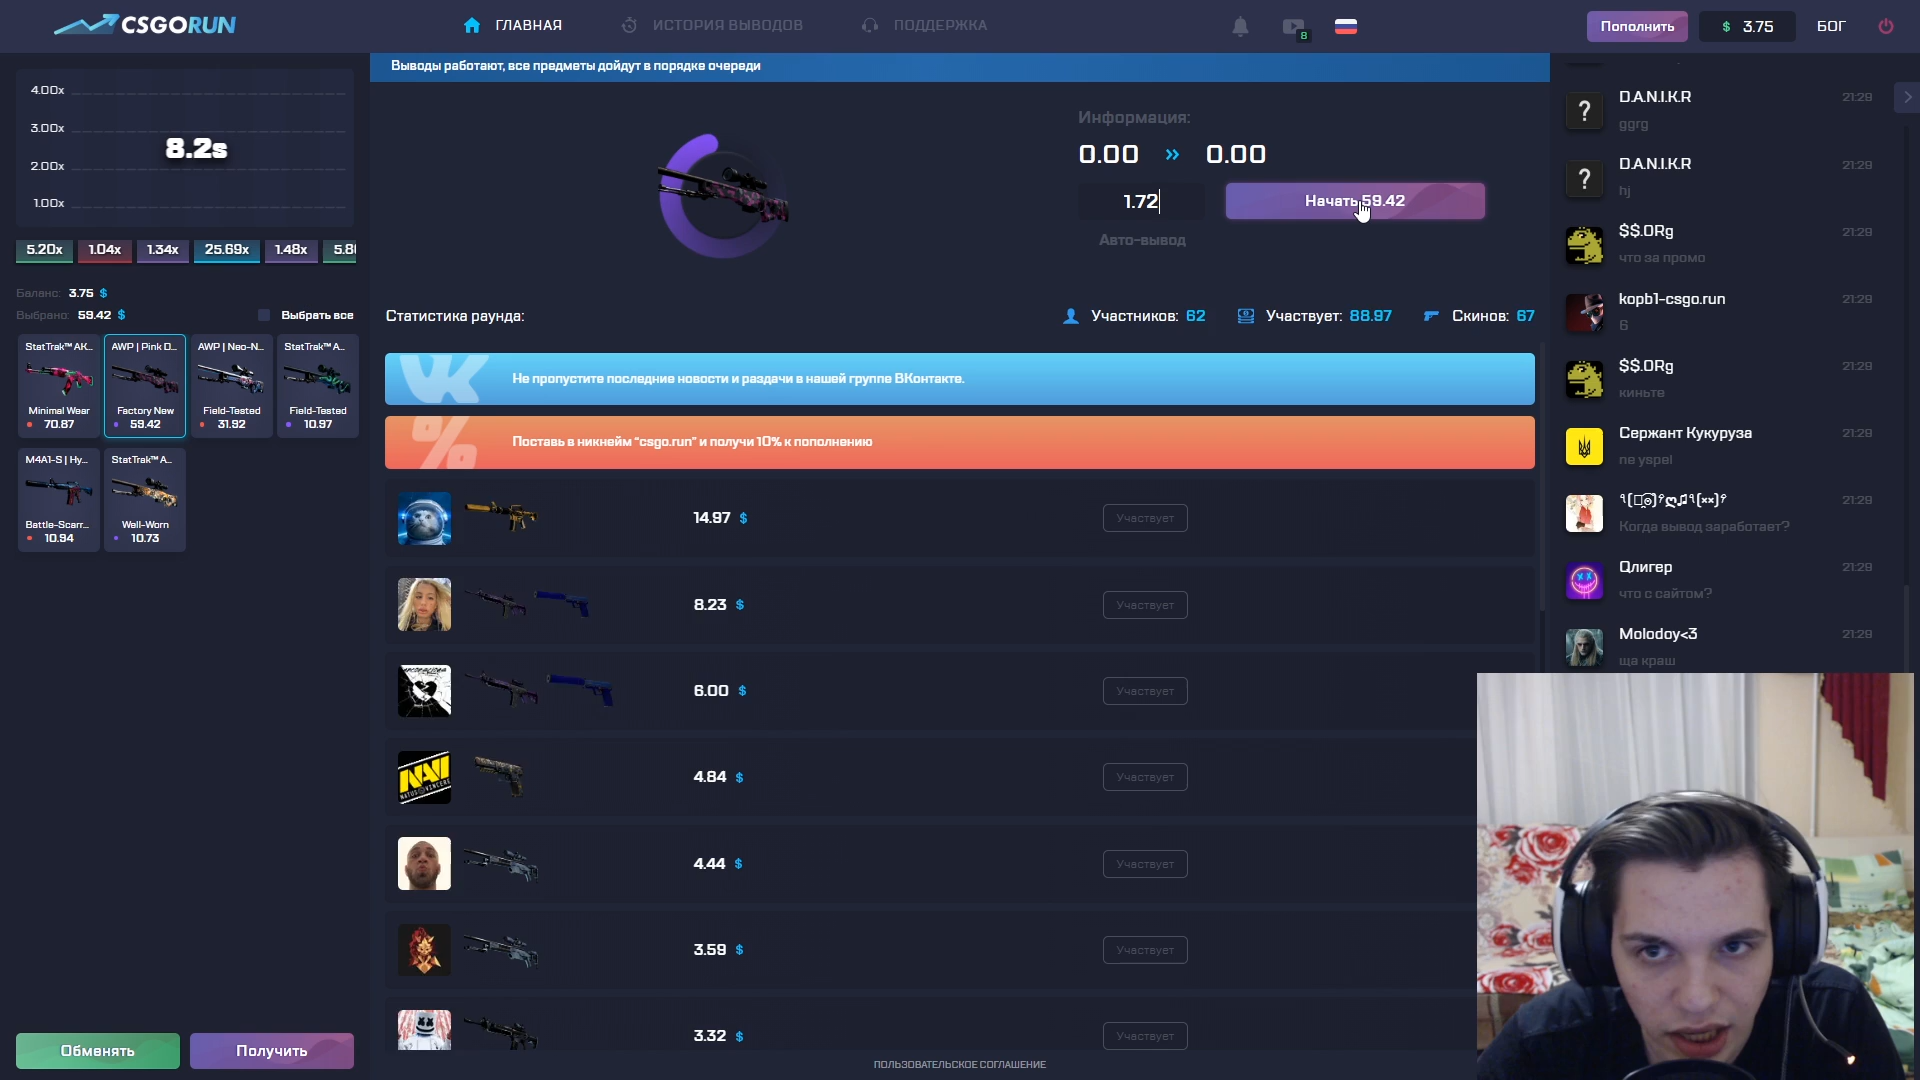 CSGORUN
ГЛАВНАЯ
ИСТОРИЯ ВЫВОДОВ
ПОДДЕРЖКА
8
Пополнить
$ 3.75
БОГ
4.00x
3.00x
2.00x
1.00x
8.2s
5.20x
1.04x
1.34x
25.69x
1.48x
Баланс: 3.75 $
Выбрано: 59.42 $
Выбрать все
StatTrak™ AK...
Minimal Wear
70.87
AWP | Pink D...
Factory New
59.42
AWP | Neo-N...
Field-Tested
31.92
StatTrak™ A...
Field-Tested
10.97
M4A1-S | Hy...
Battle-Scarr...
10.94
StatTrak™ A...
Well-Worn
10.73
Обменять
Получить
Выводы работают, все предметы дойдут в порядке очереди
Информация:
0.00 » 0.00
1.72
Начать 59.42
Авто-вывод
Статистика раунда:
Участников: 62
Участвует: 88.97
Скинов: 67
Не пропустите последние новости и раздачи в нашей группе ВКонтакте.
%
Поставь в никнейм “csgo.run” и получи 10% к пополнению
14.97 $
Участвует
8.23 $
Участвует
6.00 $
Участвует
NAVI
NATUS VINCERE
4.84 $
Участвует
4.44 $
Участвует
3.59 $
Участвует
3.32 $
Участвует
ПОЛЬЗОВАТЕЛЬСКОЕ СОГЛАШЕНИЕ
?
D.A.N.I.K.R
21:29
ggrg
?
D.A.N.I.K.R
21:29
hj
$$.ORg
21:29
что за промо
kopb1-csgo.run
21:29
6
$$.ORg
21:29
киньте
Сержант Кукуруза
21:29
ne yspel
21:29
Когда вывод заработает?
Олигер
21:29
что с сайтом?
Molodoy<3
21:29
ща краш